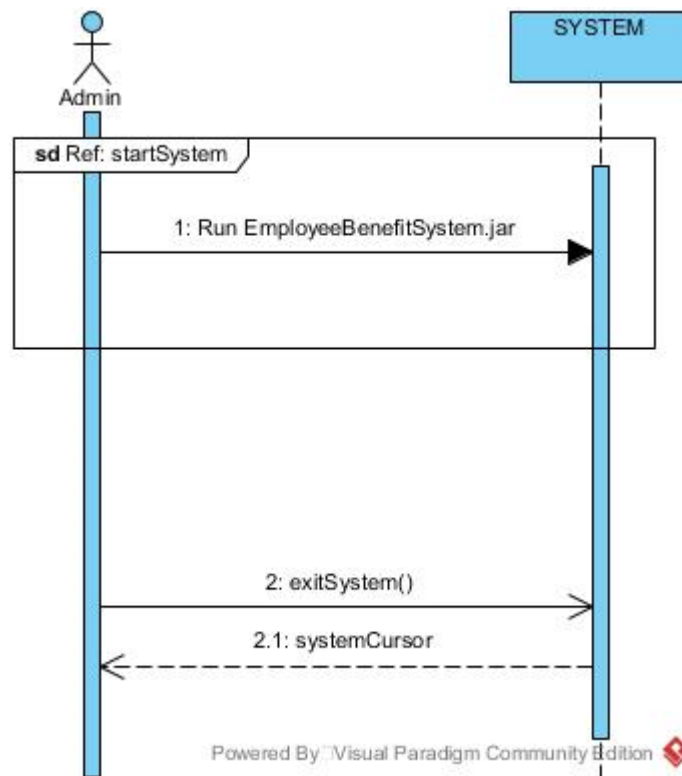 SYSTEM
Admin
sd Ref: startSystem
1: Run EmployeeBenefitSystem.jar
2: exitSystem()
2.1: systemCursor
Powered By Visual Paradigm Community Edition